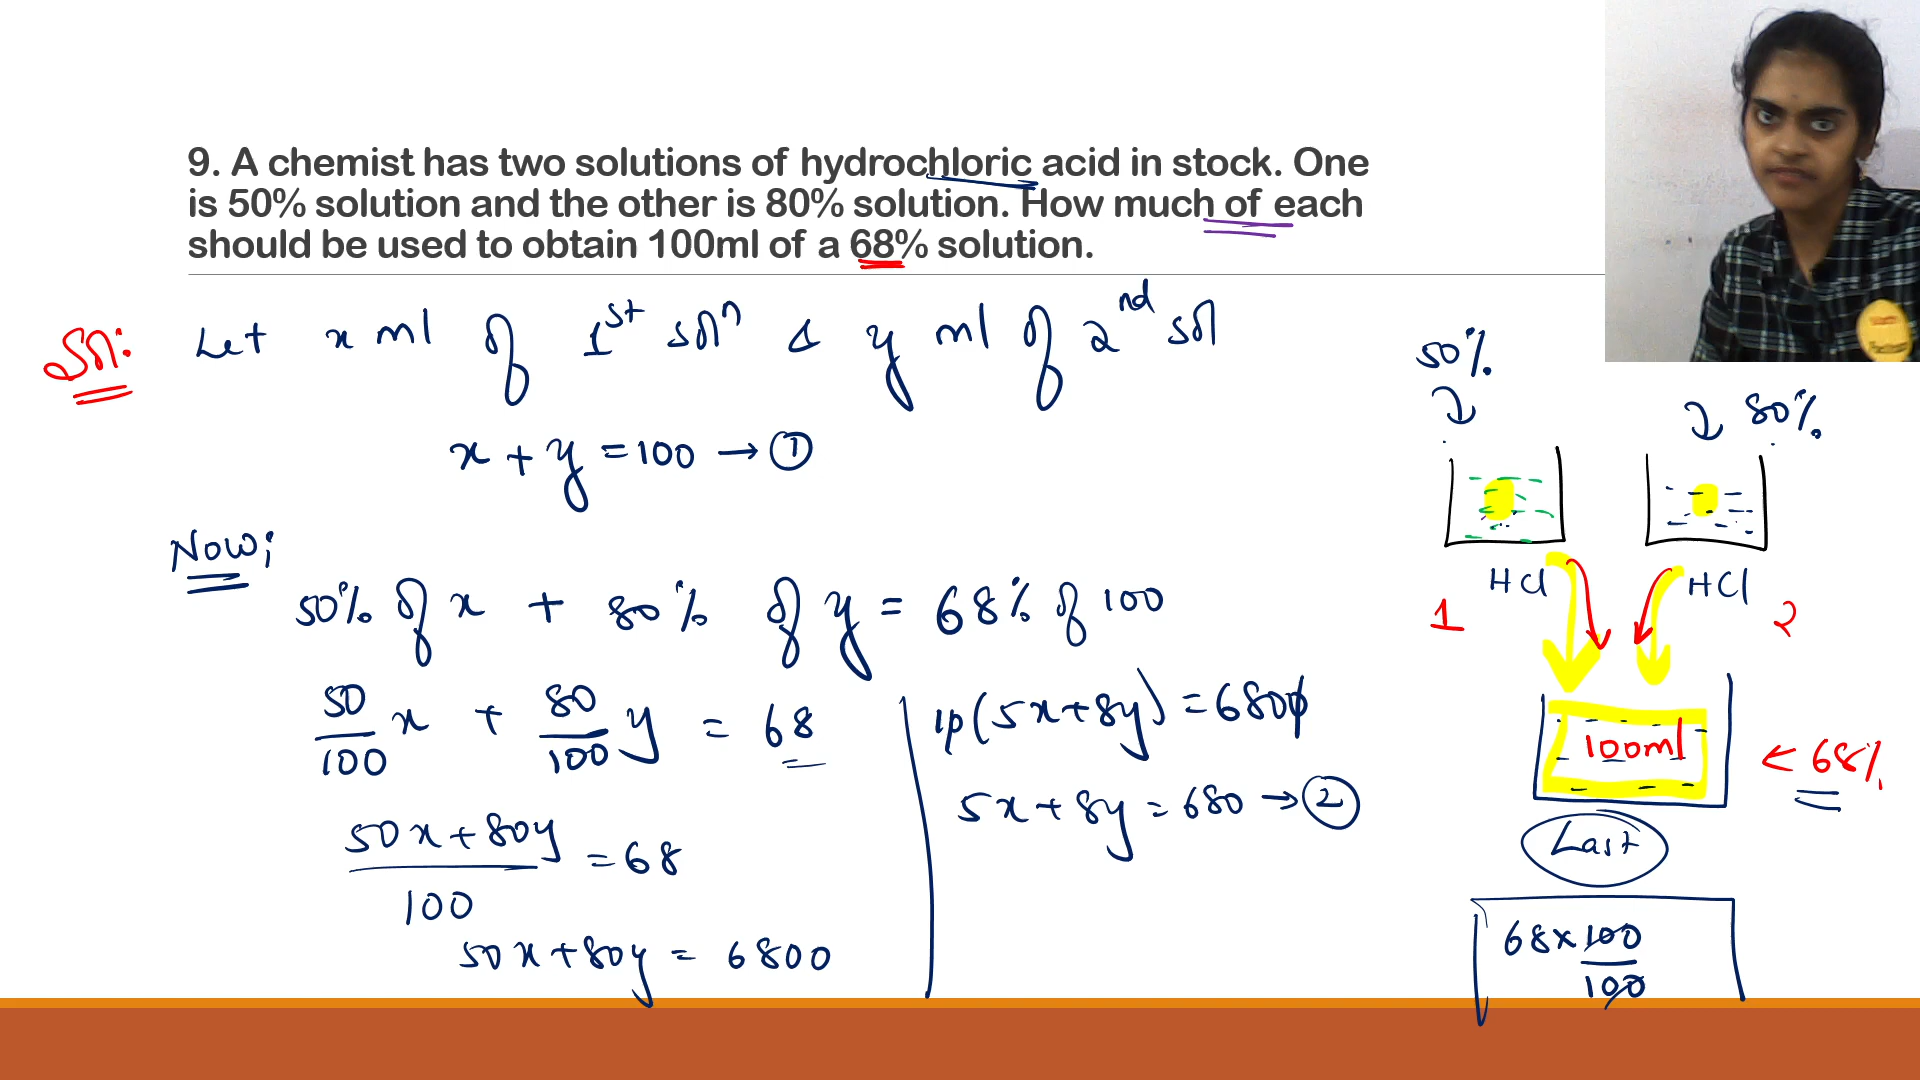 9. A chemist has two solutions of hydrochloric acid in stock. One
is 50% solution and the other is 80% solution. How much of each
should be used to obtain 100ml of a 68% solution.
Sol: Let x ml of 1st solⁿ & y ml of 2nd sol
x + y = 100 → ①
Now;
50% of x + 80% of y = 68% of 100
50/100 x + 80/100 y = 68
50x + 80y / 100 = 68
50x + 80y = 6800
10(5x + 8y) = 6800
5x + 8y = 680 → ②
50%
80%
HCl
HCl
1
2
100ml
← 68%
Last
68 × 100/100